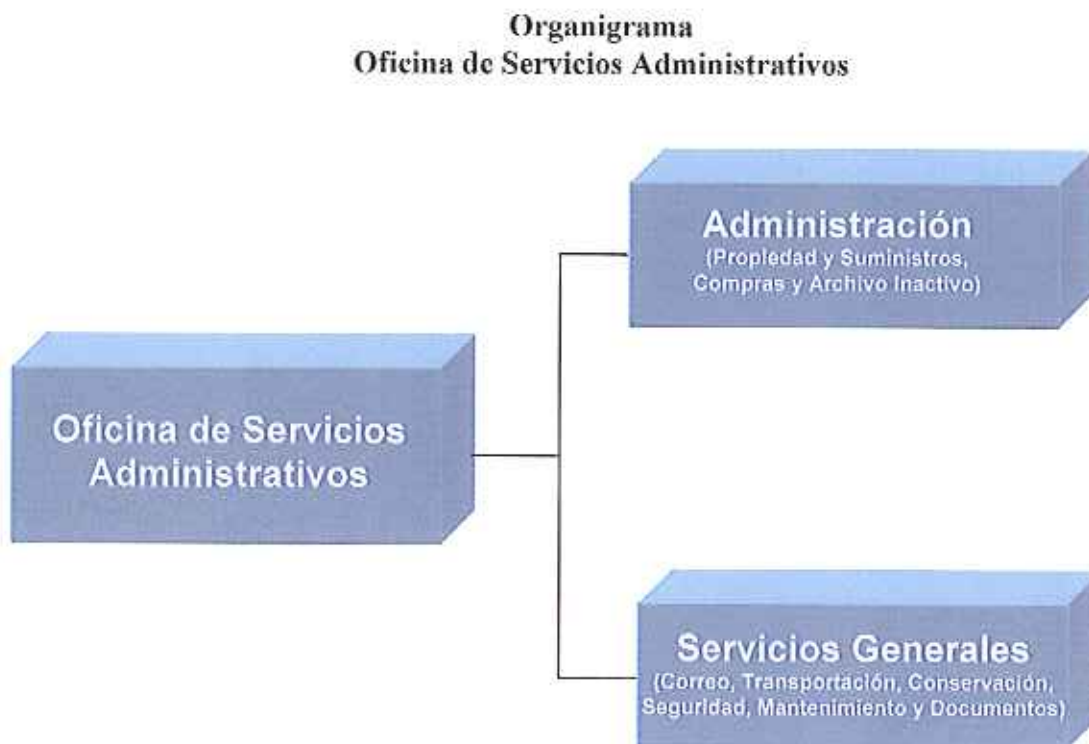 Organigrama
Oficina de Servicios Administrativos
Administración
(Propiedad y Suministros,
Compras y Archivo Inactivo)
Oficina de Servicios
Administrativos
Servicios Generales
(Correo, Transportación, Conservación,
Seguridad, Mantenimiento y Documentos)